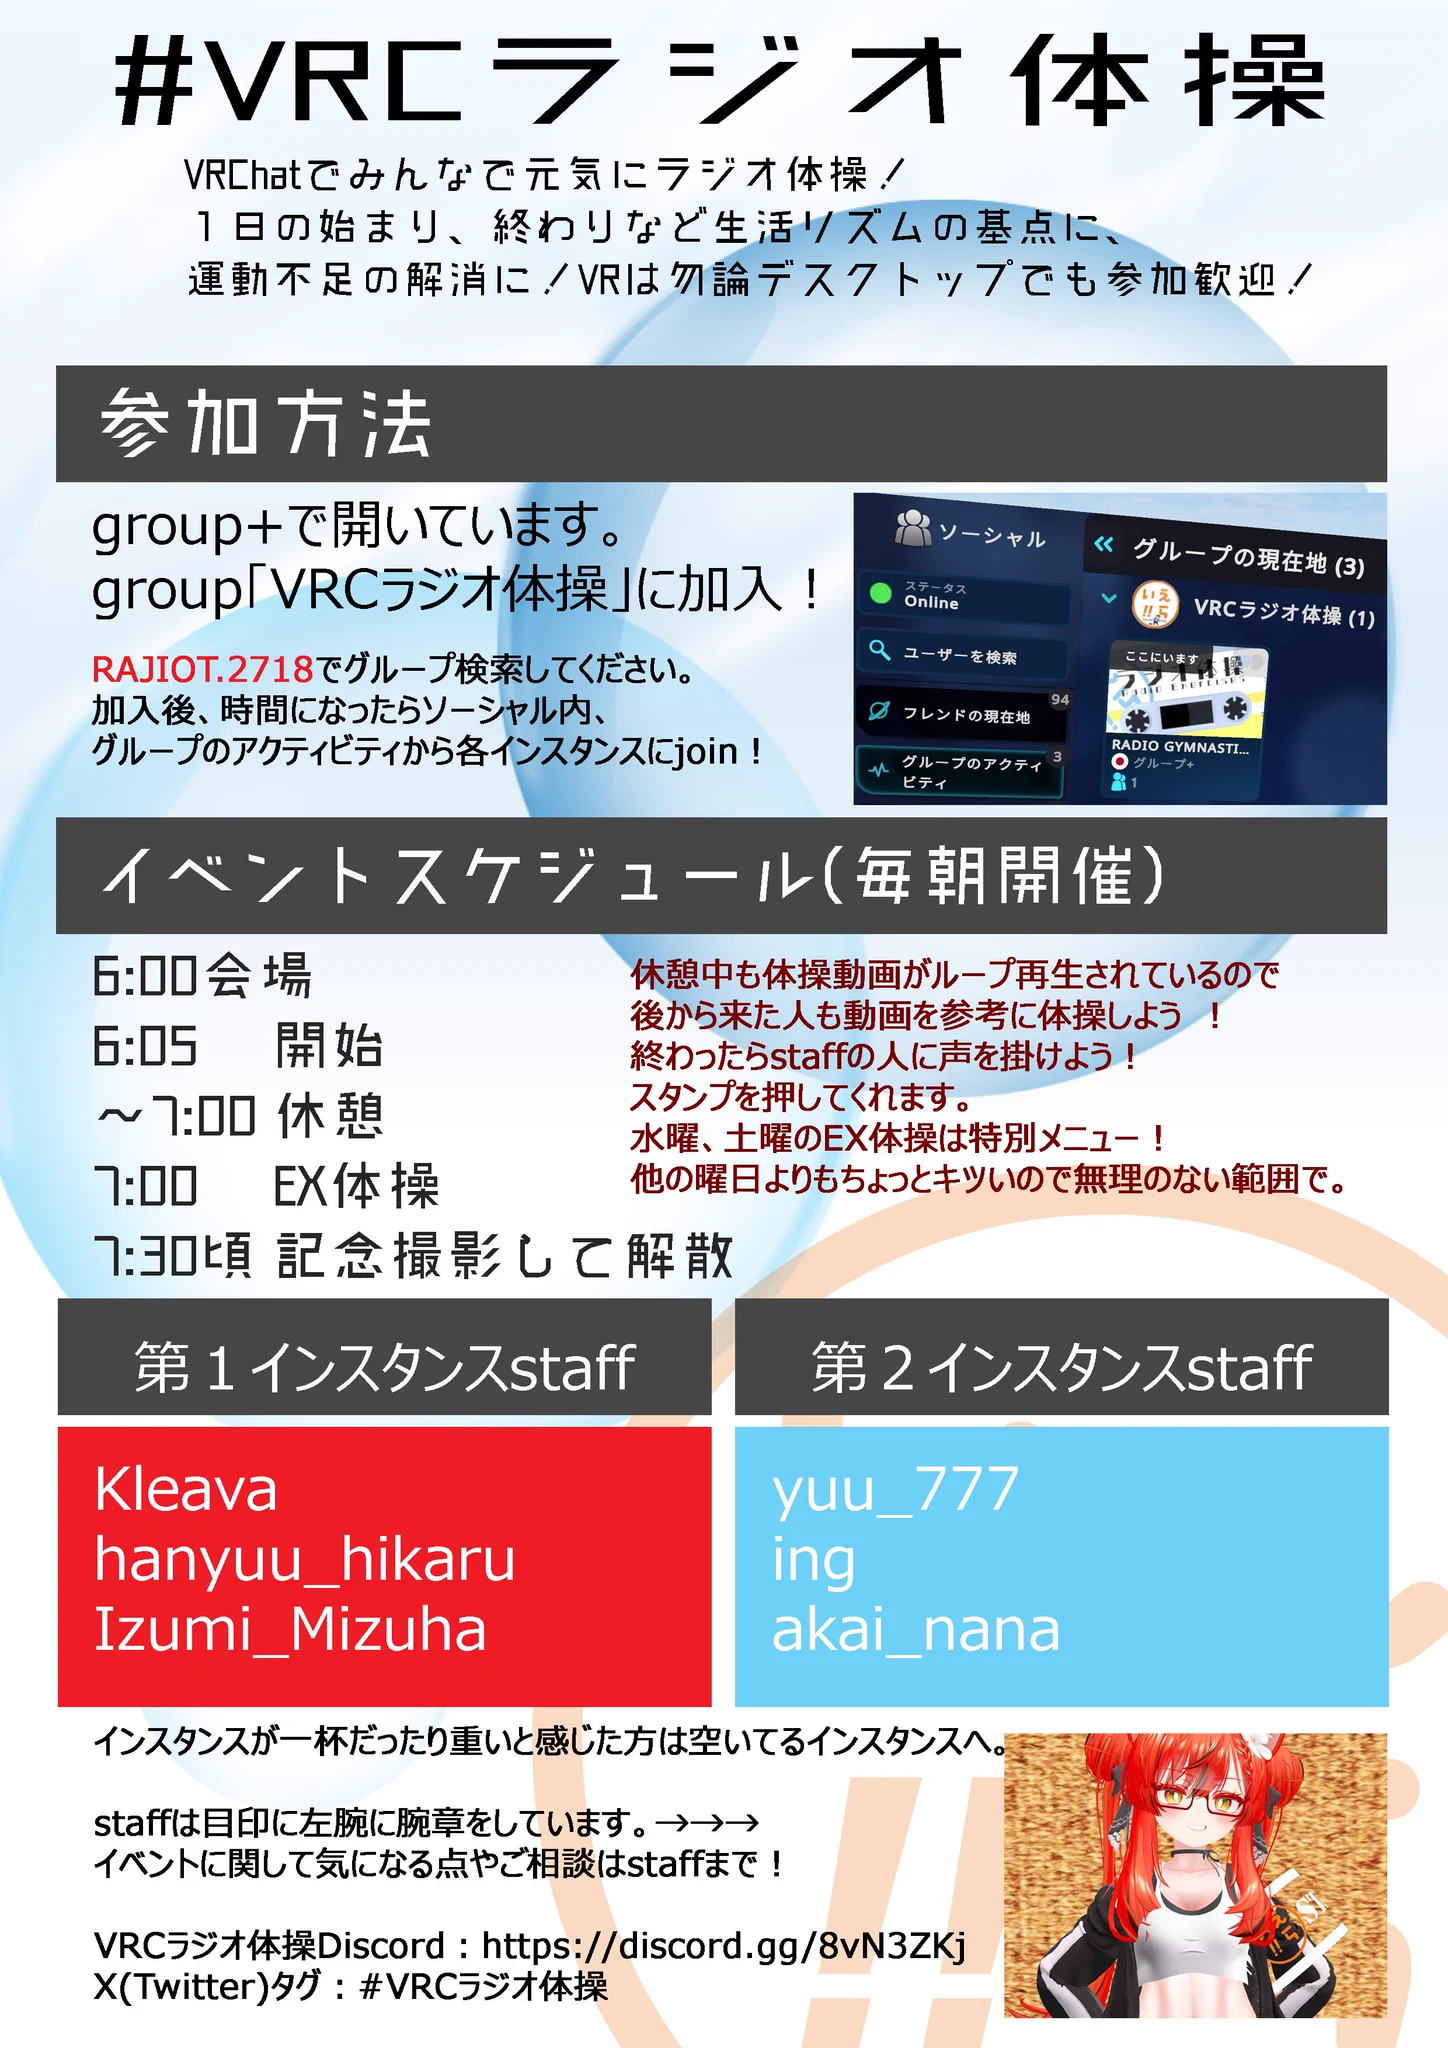 #VRCラジオ体操
VRChatでみんなで元気にラジオ体操！
１日の始まり、終わりなど生活リズムの基点に、
運動不足の解消に！VRは勿論デスクトップでも参加歓迎！
参加方法
group+で開いています。
group「VRCラジオ体操」に加入！
RAJIOT.2718でグループ検索してください。
加入後、時間になったらソーシャル内、
グループのアクティビティから各インスタンスにjoin！
ソーシャル
ステータス
Online
ユーザーを検索
フレンドの現在地
94
グループのアクティ
ビティ
3
グループの現在地 (3)
いえ
!!ら
VRCラジオ体操 (1)
ここにいます
ラジオ体操
Radio Exercises
RADIO GYMNASTI...
グループ+
1
イベントスケジュール(毎朝開催)
6:00会場
6:05 開始
～7:00 休憩
7:00 EX体操
7:30頃 記念撮影して解散
休憩中も体操動画がループ再生されているので
後から来た人も動画を参考に体操しよう ！
終わったらstaffの人に声を掛けよう！
スタンプを押してくれます。
水曜、土曜のEX体操は特別メニュー！
他の曜日よりもちょっとキツいので無理のない範囲で。
第１インスタンスstaff
Kleava
hanyuu_hikaru
Izumi_Mizuha
第２インスタンスstaff
yuu_777
ing
akai_nana
インスタンスが一杯だったり重いと感じた方は空いてるインスタンスへ。
staffは目印に左腕に腕章をしています。→→→
イベントに関して気になる点やご相談はstaffまで！
VRCラジオ体操Discord：https://discord.gg/8vN3ZKj
X(Twitter)タグ：#VRCラジオ体操